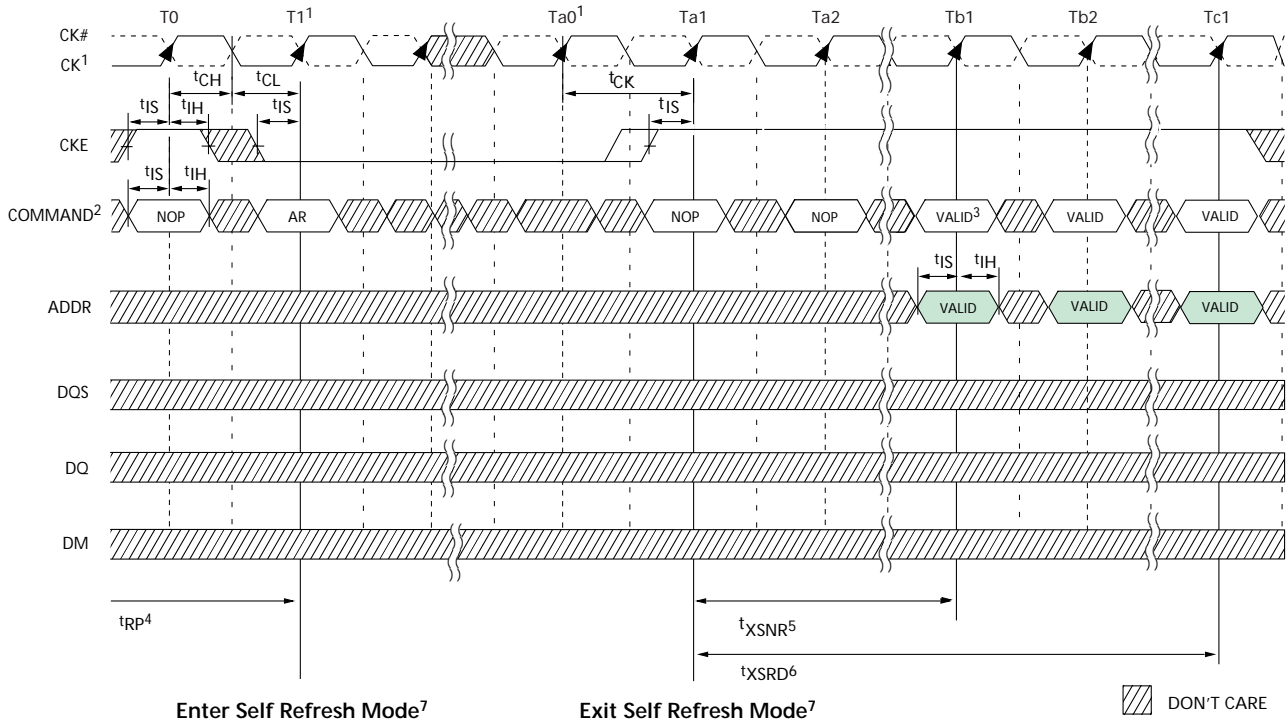 T0 T1¹ Ta0¹ Ta1 Ta2 Tb1 Tb2 Tc1
CK#
CK¹
tCH tCL tCK
tIS tIH tIS tIS
CKE
tIS tIH
COMMAND² NOP AR NOP NOP VALID³ VALID VALID
tIS tIH
ADDR VALID VALID VALID
DQS
DQ
DM
tRP⁴ tXSNR⁵
tXSRD⁶
Enter Self Refresh Mode⁷ Exit Self Refresh Mode⁷ DON'T CARE